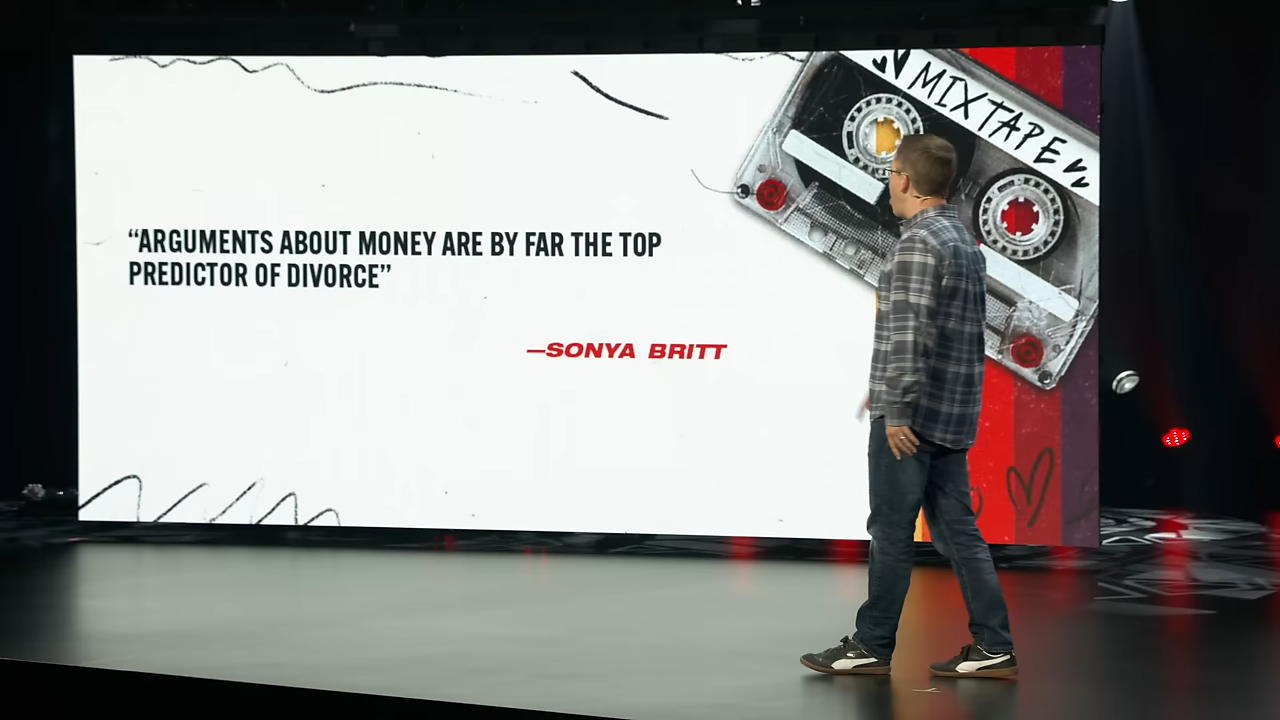 MIXTAPE
“ARGUMENTS ABOUT MONEY ARE BY FAR THE TOP
PREDICTOR OF DIVORCE”
—SONYA BRITT